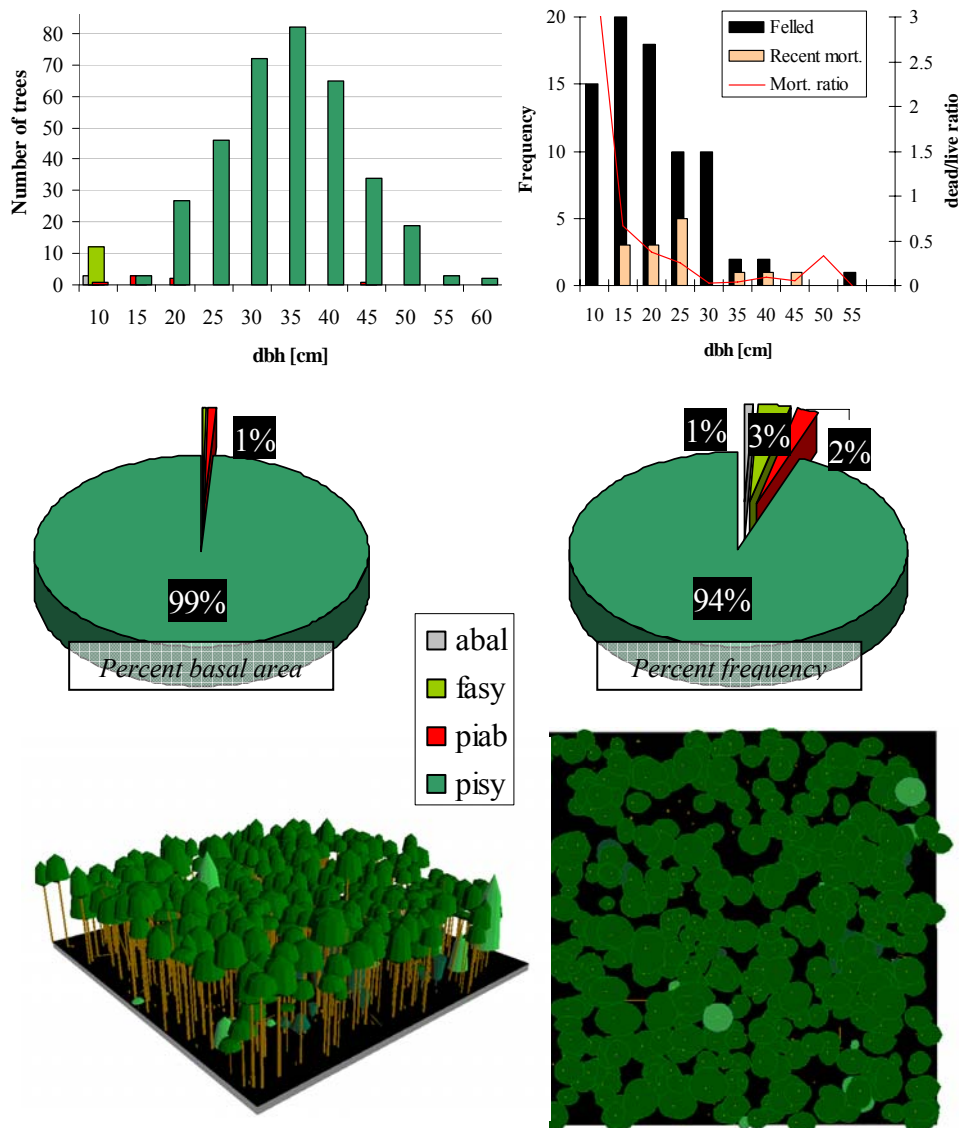 Number of trees
80
70
60
50
40
30
20
10
0
10 15 20 25 30 35 40 45 50 55 60
dbh [cm]
Frequency
20
15
10
5
0
Felled
Recent mort.
Mort. ratio
3
2.5
2
1.5
1
0.5
0
dead/live ratio
10 15 20 25 30 35 40 45 50 55
dbh [cm]
1%
99%
Percent basal area
1%
3%
2%
94%
Percent frequency
abal
fasy
piab
pisy